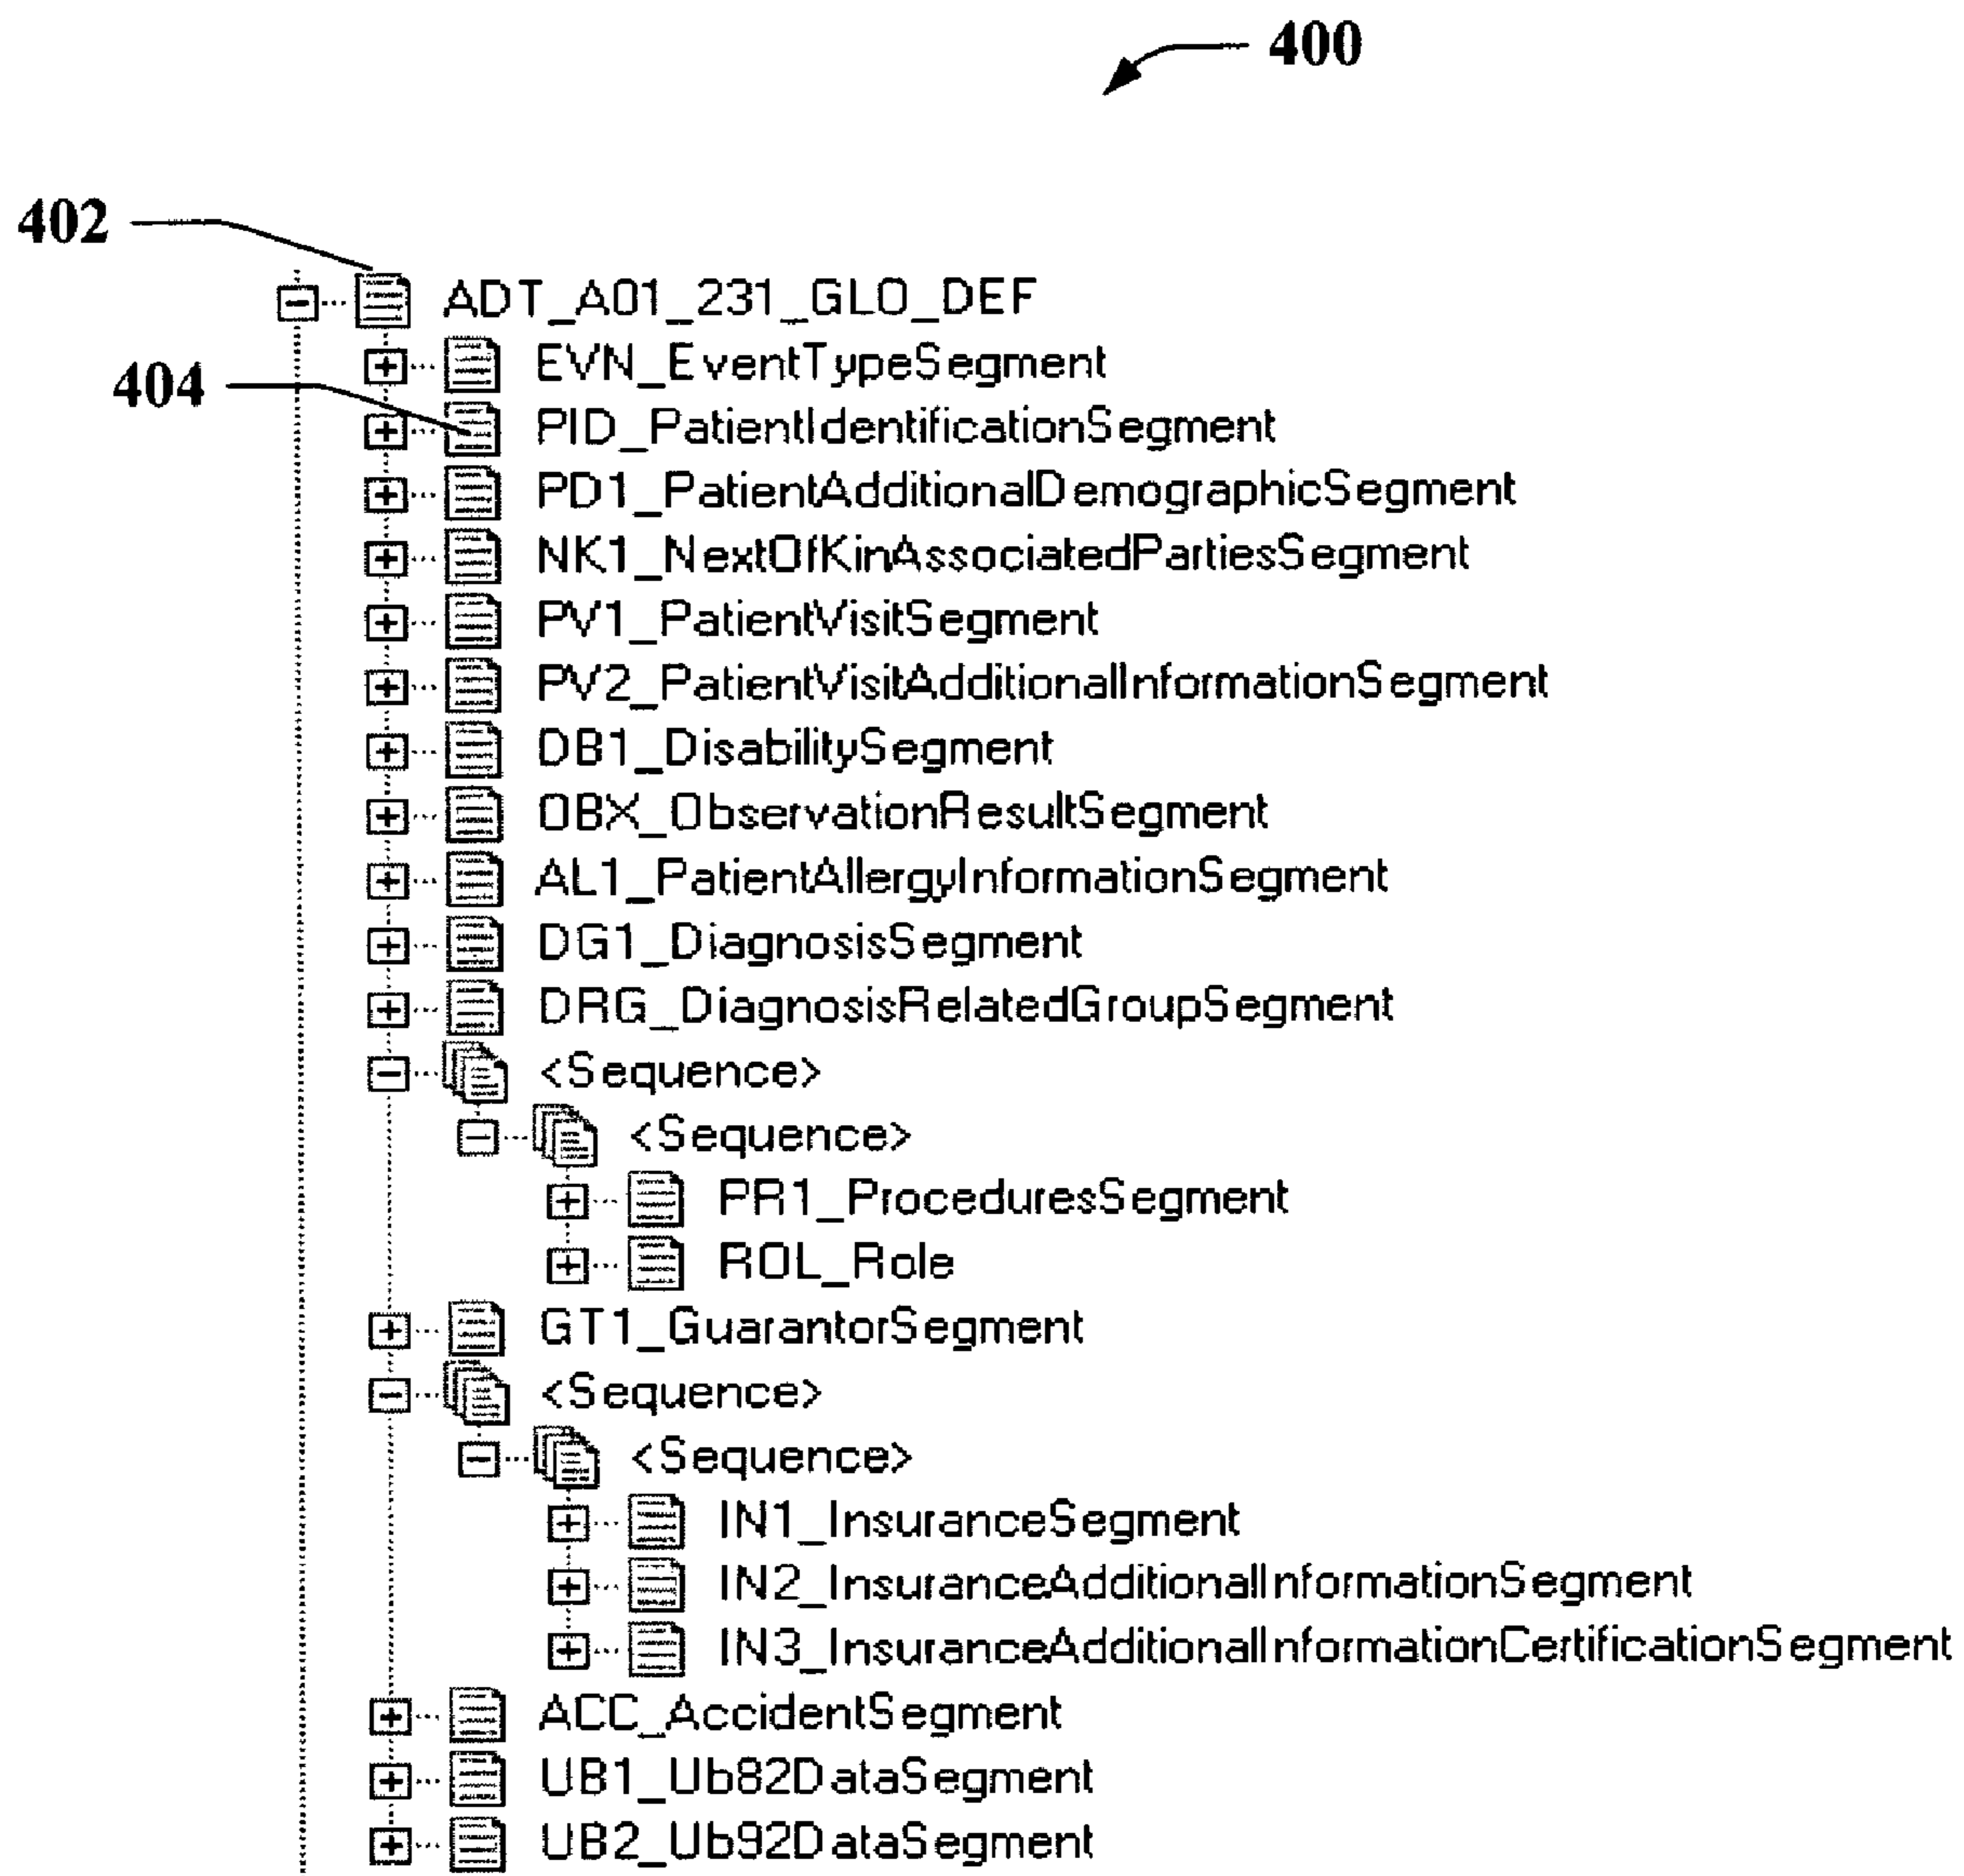 400
402
ADT_A01_231_GLO_DEF
EVN_EventTypeSegment
404
PID_PatientIdentificationSegment
PD1_PatientAdditionalDemographicSegment
NK1_NextOfKinAssociatedPartiesSegment
PV1_PatientVisitSegment
PV2_PatientVisitAdditionalInformationSegment
DB1_DisabilitySegment
OBX_ObservationResultSegment
AL1_PatientAllergyInformationSegment
DG1_DiagnosisSegment
DRG_DiagnosisRelatedGroupSegment
<Sequence>
<Sequence>
PR1_ProceduresSegment
ROL_Role
GT1_GuarantorSegment
<Sequence>
<Sequence>
IN1_InsuranceSegment
IN2_InsuranceAdditionalInformationSegment
IN3_InsuranceAdditionalInformationCertificationSegment
ACC_AccidentSegment
UB1_Ub82DataSegment
UB2_Ub92DataSegment